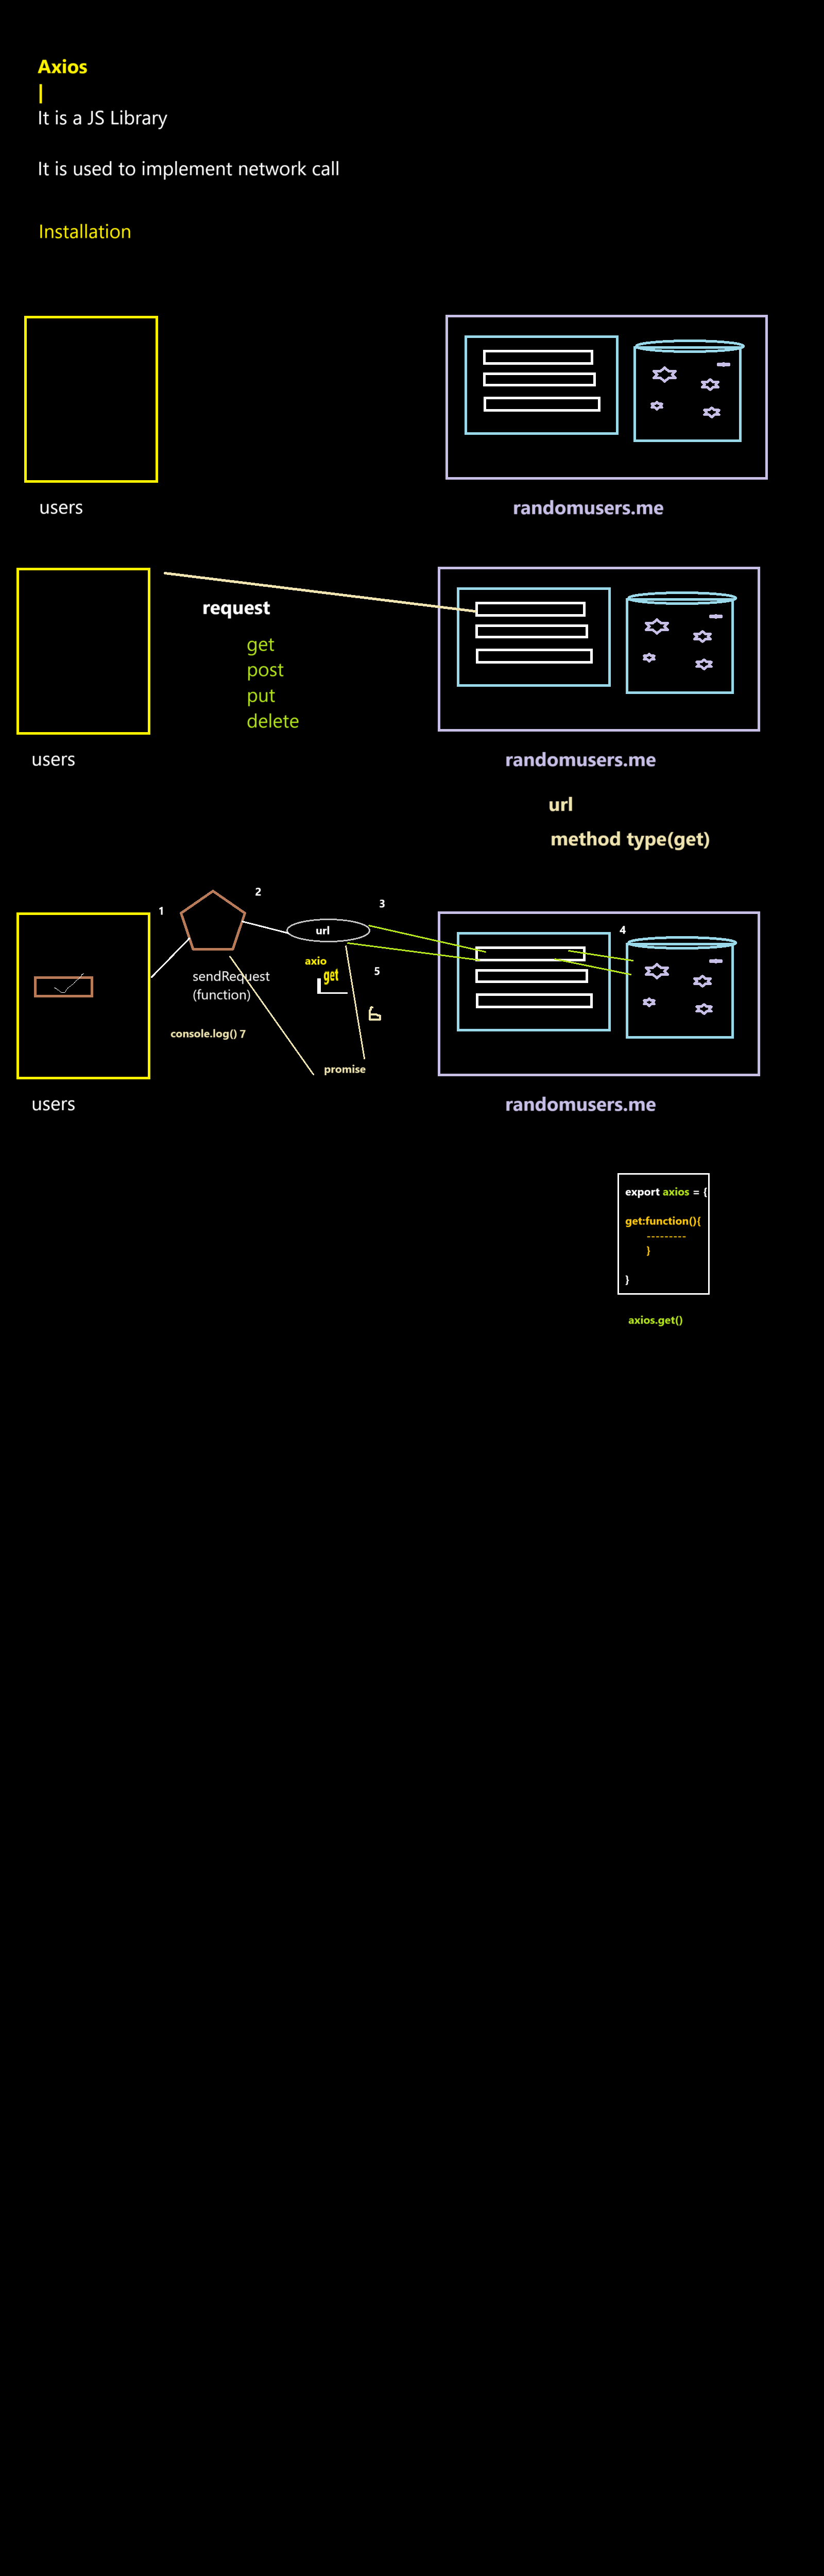 Axios
|
It is a JS Library
It is used to implement network call
Installation
users
randomusers.me
request
get
post
put
delete
users
randomusers.me
url
method type(get)
1
2
3
url
4
axio
get
5
sendRequest
(function)
6
console.log() 7
promise
users
randomusers.me
export axios = {
get:function(){
---------
}
}
axios.get()